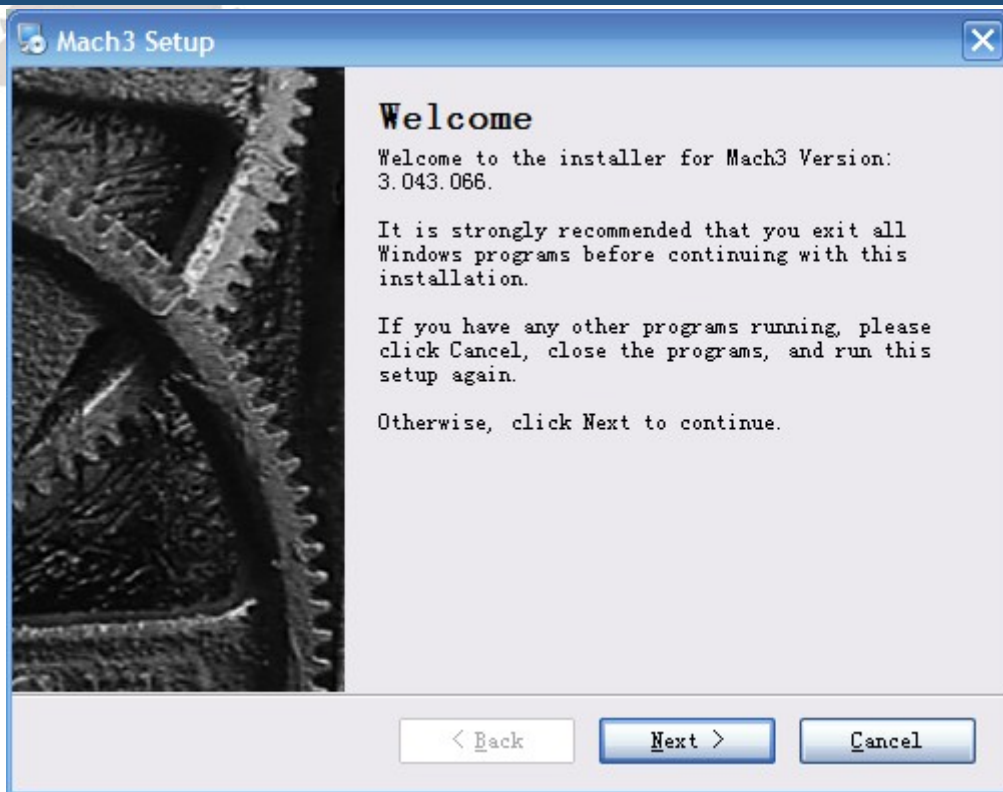 Mach3 Setup
Welcome
Welcome to the installer for Mach3 Version:
3.043.066.
It is strongly recommended that you exit all
Windows programs before continuing with this
installation.
If you have any other programs running, please
click Cancel, close the programs, and run this
setup again.
Otherwise, click Next to continue.
< Back
Next >
Cancel